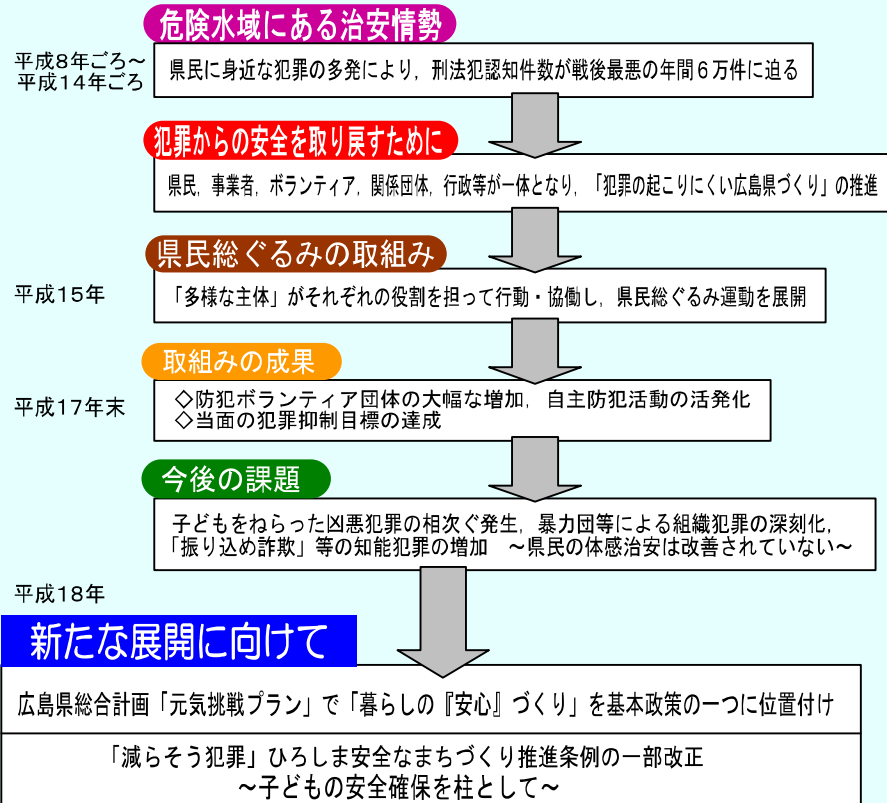 危険水域にある治安情勢
平成8年ごろ～
平成14年ごろ
県民に身近な犯罪の多発により，刑法犯認知件数が戦後最悪の年間６万件に迫る
犯罪からの安全を取り戻すために
県民，事業者，ボランティア，関係団体，行政等が一体となり，「犯罪の起こりにくい広島県づくり」の推進
県民総ぐるみの取組み
平成15年
「多様な主体」がそれぞれの役割を担って行動・協働し，県民総ぐるみ運動を展開
取組みの成果
平成17年末
◇防犯ボランティア団体の大幅な増加，自主防犯活動の活発化
◇当面の犯罪抑制目標の達成
今後の課題
子どもをねらった凶悪犯罪の相次ぐ発生，暴力団等による組織犯罪の深刻化，
「振り込め詐欺」等の知能犯罪の増加　～県民の体感治安は改善されていない～
平成18年
新たな展開に向けて
広島県総合計画「元気挑戦プラン」で「暮らしの『安心』づくり」を基本政策の一つに位置付け
「減らそう犯罪」ひろしま安全なまちづくり推進条例の一部改正
～子どもの安全確保を柱として～